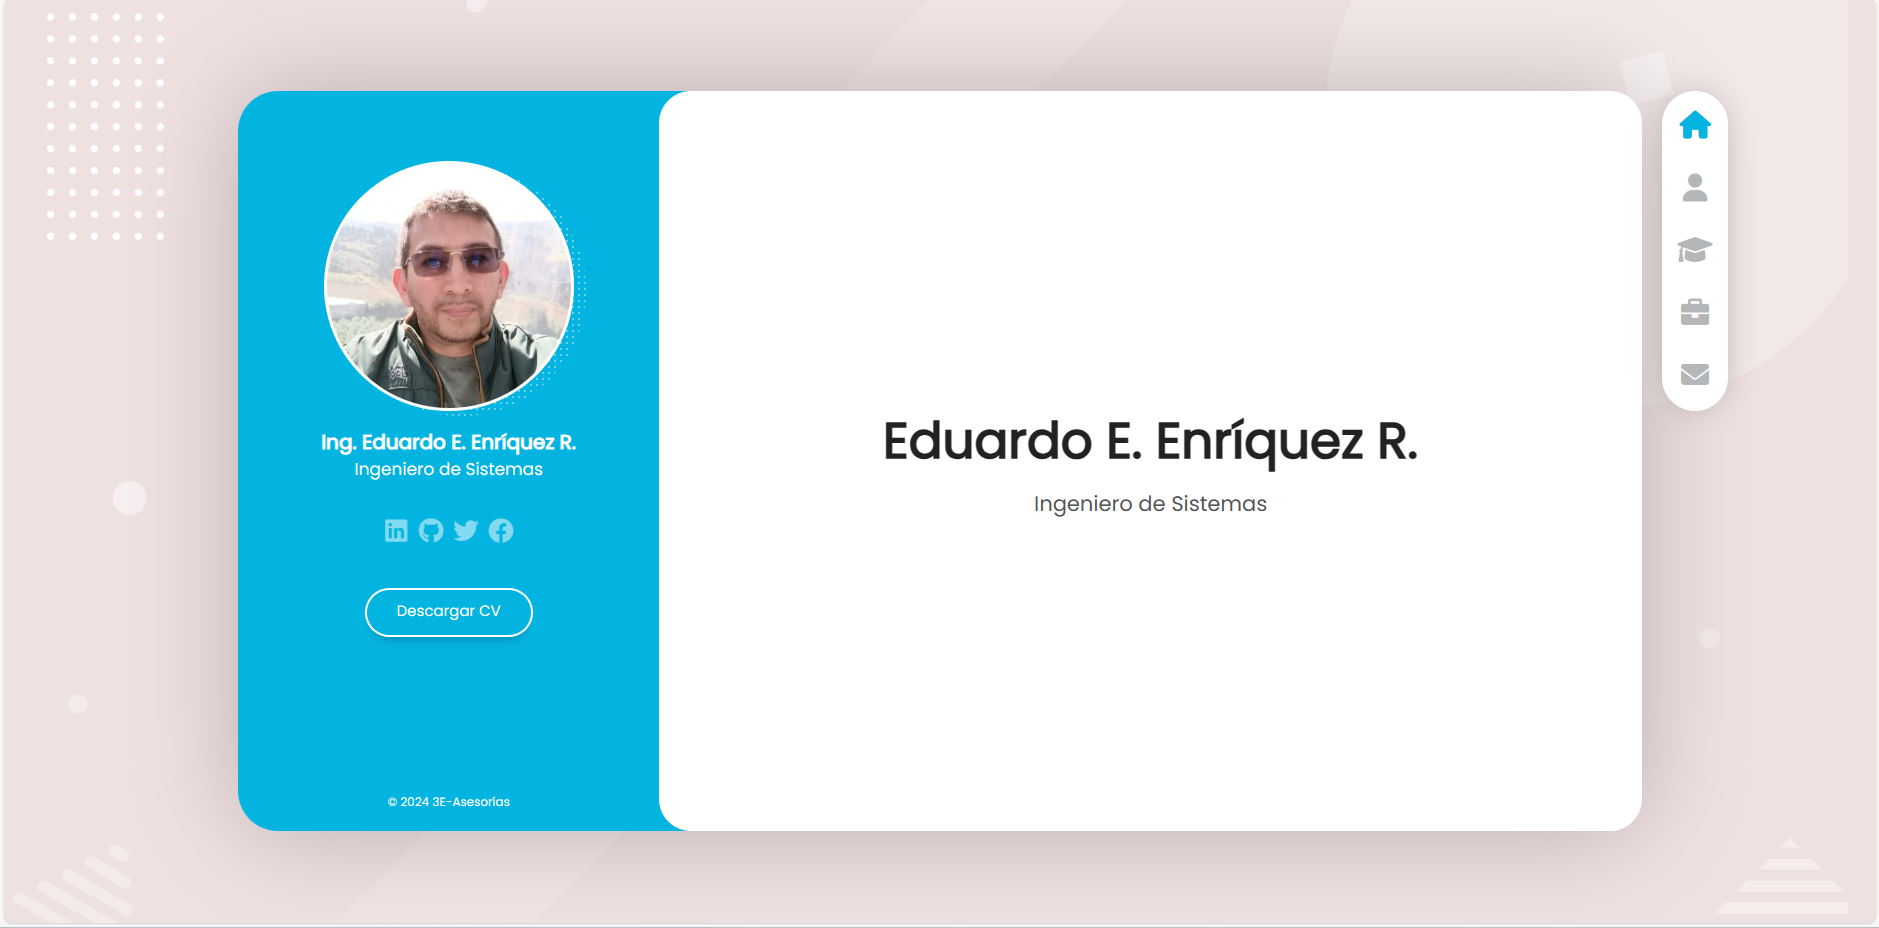 Ing. Eduardo E. Enríquez R.
Ingeniero de Sistemas
Descargar CV
© 2024 3E-Asesorías
Eduardo E. Enríquez R.
Ingeniero de Sistemas